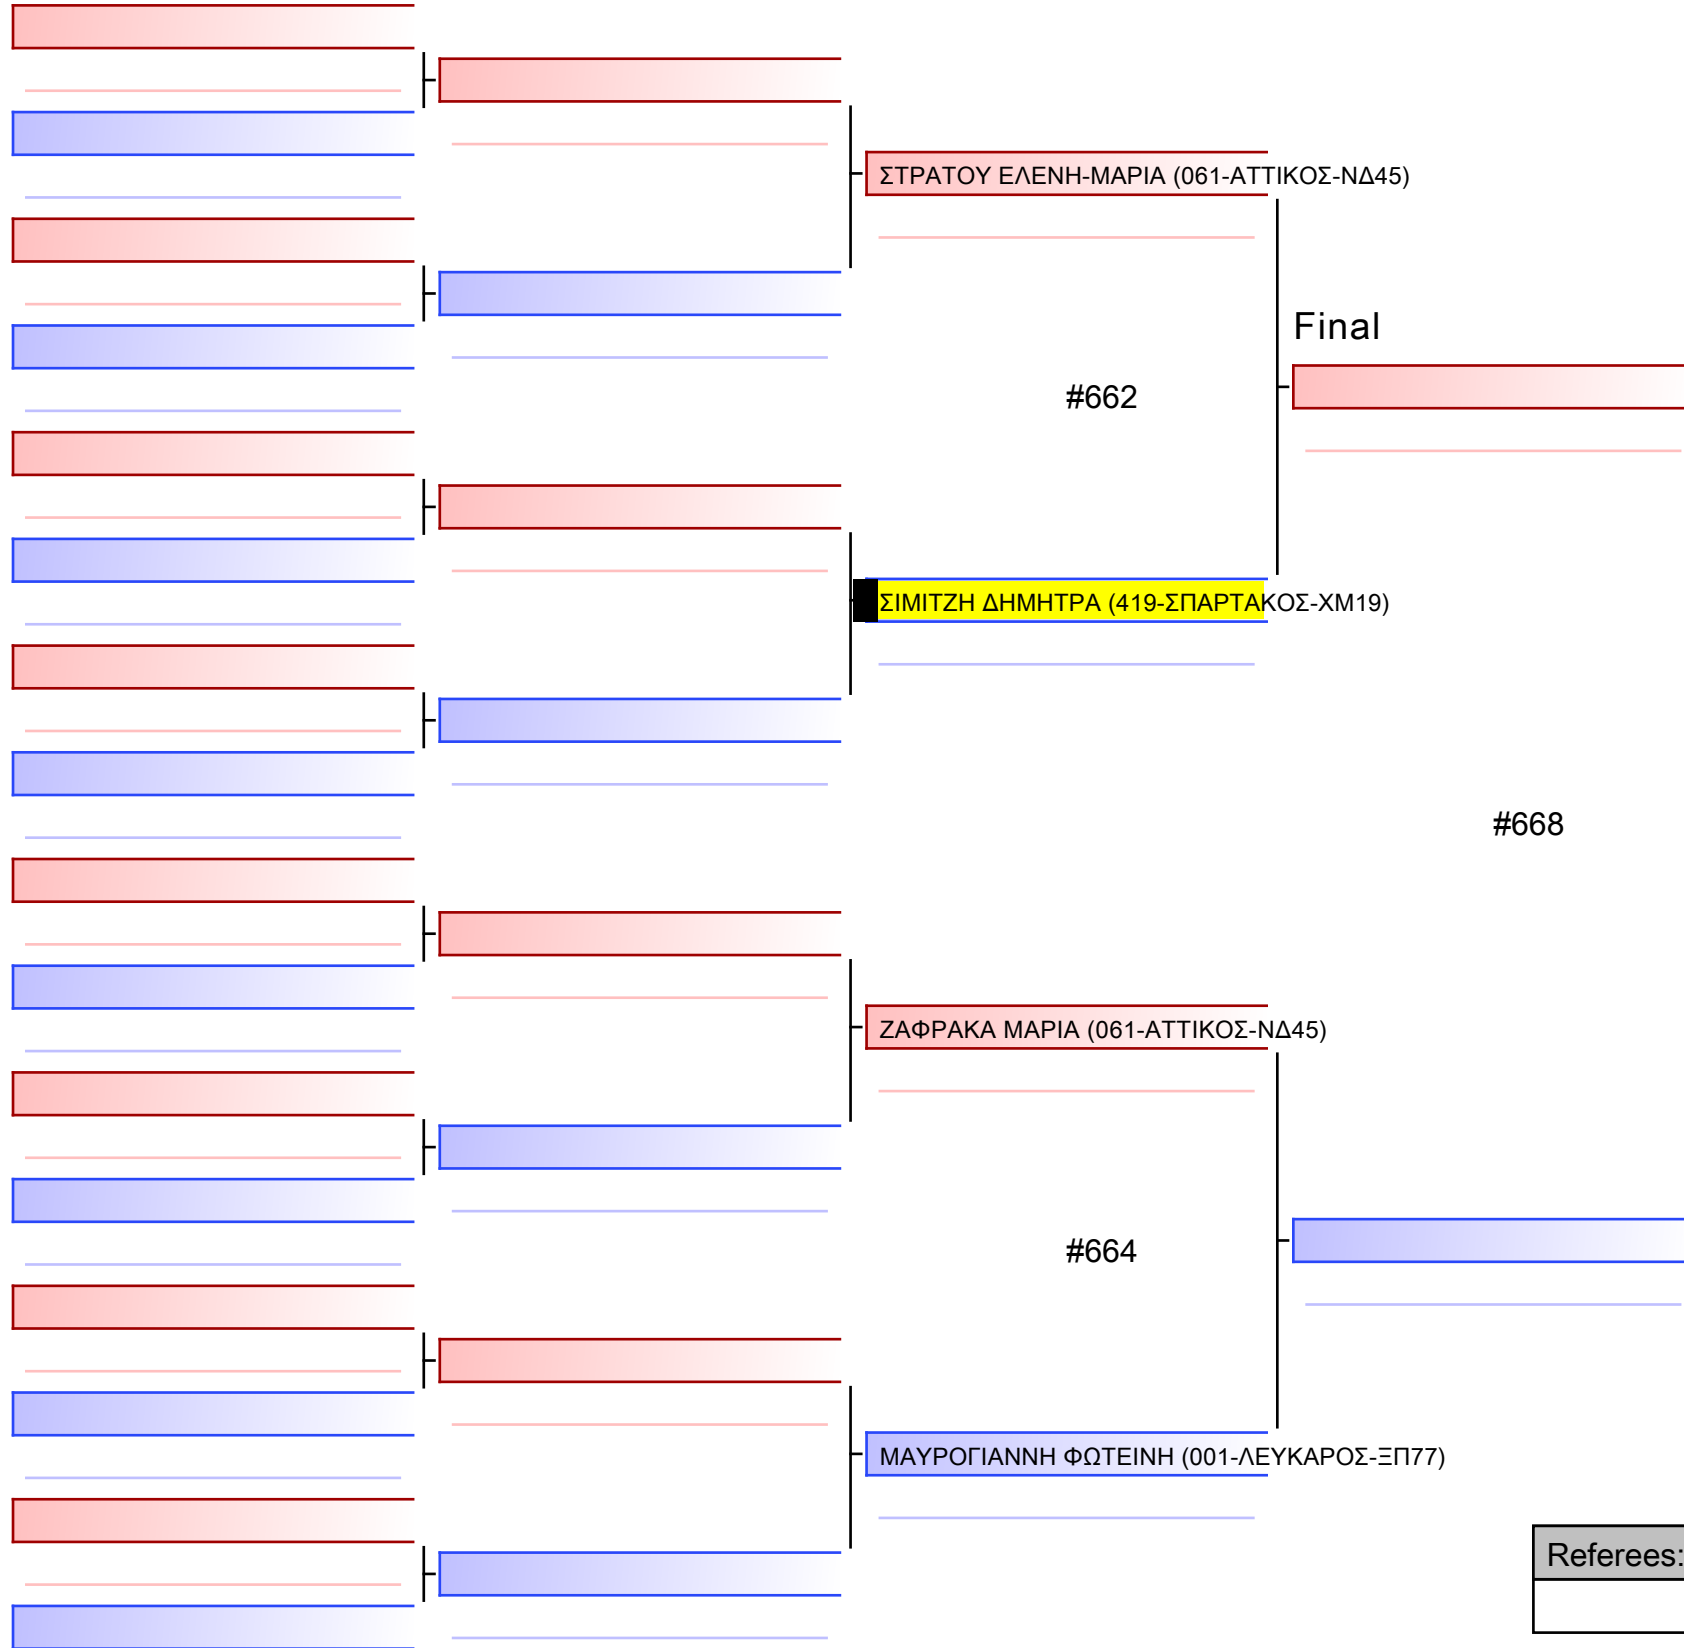 ΣΤΡΑΤΟΥ ΕΛΕΝΗ-ΜΑΡΙΑ (061-ΑΤΤΙΚΟΣ-ΝΔ45)
Final
#662
ΣΙΜΙΤΖΗ ΔΗΜΗΤΡΑ (419-ΣΠΑΡΤΑΚΟΣ-ΧΜ19)
#668
ΖΑΦΡΑΚΑ ΜΑΡΙΑ (061-ΑΤΤΙΚΟΣ-ΝΔ45)
#664
ΜΑΥΡΟΓΙΑΝΝΗ ΦΩΤΕΙΝΗ (001-ΛΕΥΚΑΡΟΣ-ΞΠ77)
Referees: